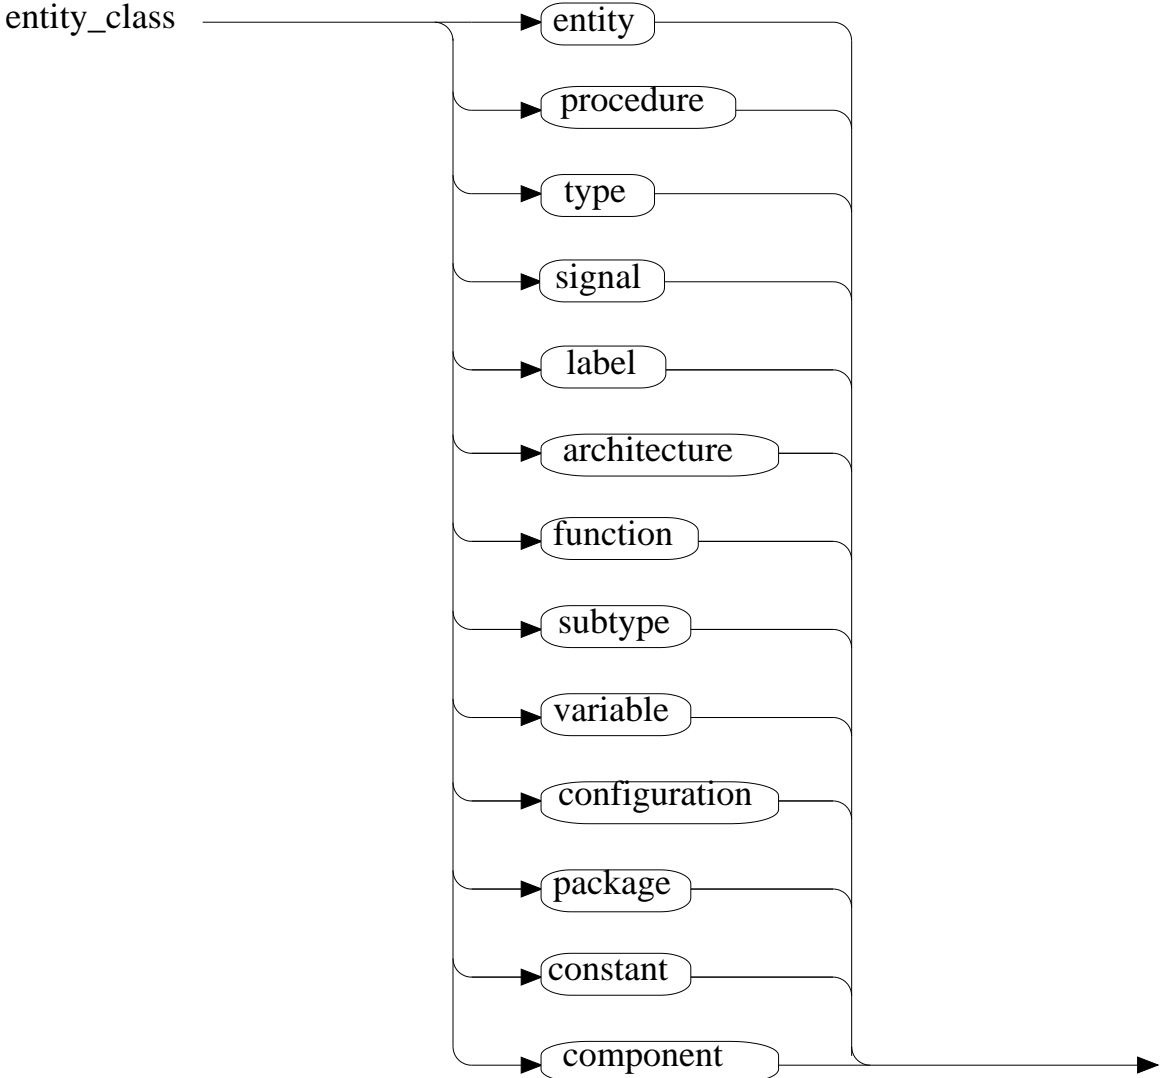 entity_class
entity
procedure
type
signal
label
architecture
function
subtype
variable
configuration
package
constant
component